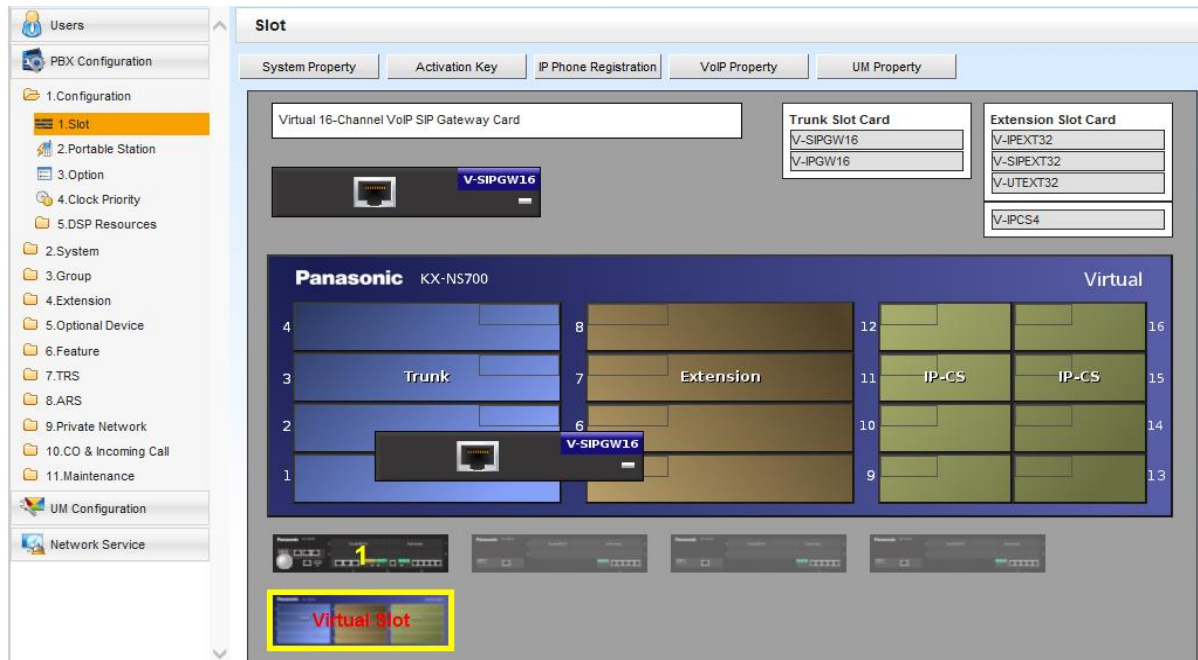 Users
PBX Configuration
1.Configuration
1.Slot
2.Portable Station
3.Option
4.Clock Priority
5.DSP Resources
2.System
3.Group
4.Extension
5.Optional Device
6.Feature
7.TRS
8.ARS
9.Private Network
10.CO & Incoming Call
11.Maintenance
UM Configuration
Network Service
Slot
System Property Activation Key IP Phone Registration VoIP Property UM Property
Virtual 16-Channel VoIP SIP Gateway Card
V-SIPGW16
Trunk Slot Card
V-SIPGW16
V-IPGW16
Extension Slot Card
V-IPEXT32
V-SIPEXT32
V-UTEXT32
V-IPCS4
Panasonic KX-NS700 Virtual
4 8 12 16
3 Trunk 7 Extension 11 IP-CS IP-CS 15
2 6 10 14
V-SIPGW16
1 9 13
1
Virtual Slot